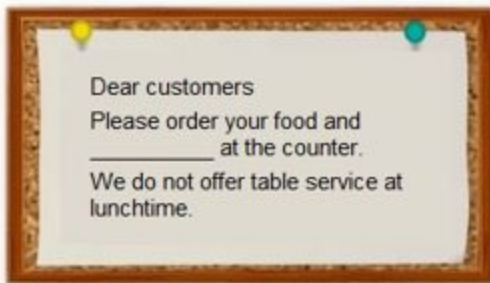 Dear customers
Please order your food and
__________ at the counter.
We do not offer table service at
lunchtime.